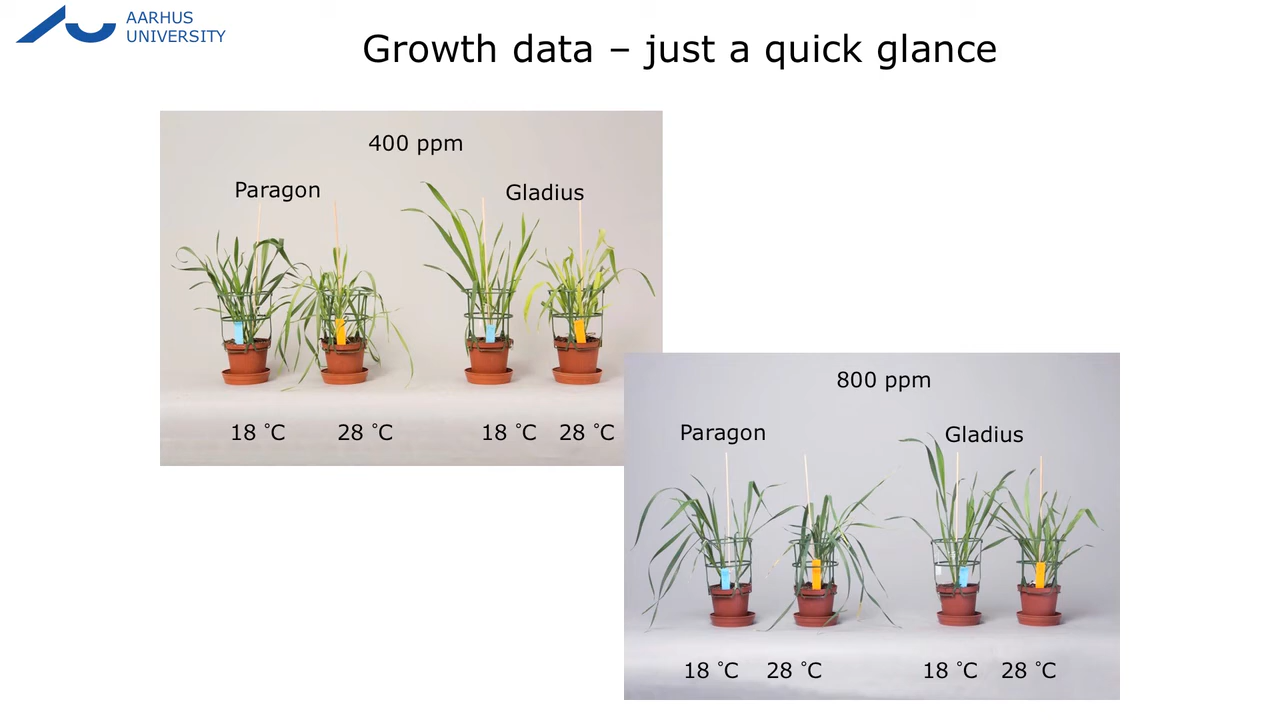 AARHUS
UNIVERSITY
Growth data – just a quick glance
400 ppm
Paragon Gladius
18 ˚C 28 ˚C 18 ˚C 28 ˚C
800 ppm
Paragon Gladius
18 ˚C 28 ˚C 18 ˚C 28 ˚C